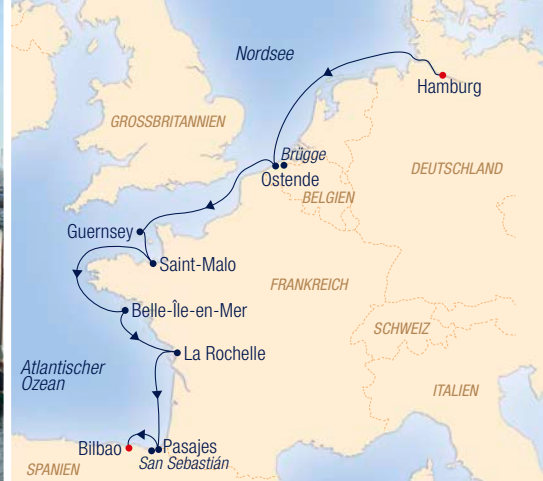 Nordsee
Hamburg
GROSSBRITANNIEN
Brügge
DEUTSCHLAND
Ostende
BELGIEN
Guernsey
Saint-Malo
FRANKREICH
Belle-Île-en-Mer
SCHWEIZ
La Rochelle
Atlantischer
Ozean
ITALIEN
Bilbao
Pasajes
San Sebastián
SPANIEN